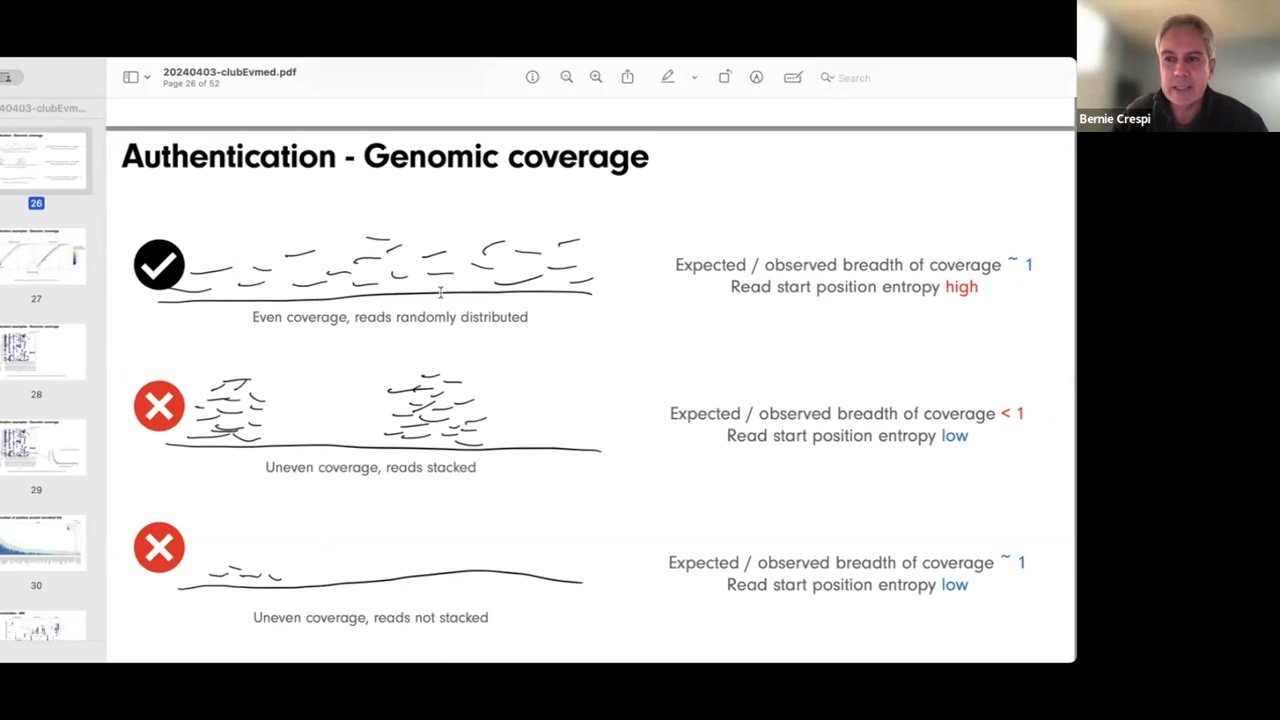 20240403-clubEvmed.pdf
Page 26 of 52
Search
Bernie Crespi
40403-clubEvm...
26
27
28
29
30
Authentication - Genomic coverage
Even coverage, reads randomly distributed
Expected / observed breadth of coverage ~ 1
Read start position entropy high
Uneven coverage, reads stacked
Expected / observed breadth of coverage < 1
Read start position entropy low
Uneven coverage, reads not stacked
Expected / observed breadth of coverage ~ 1
Read start position entropy low